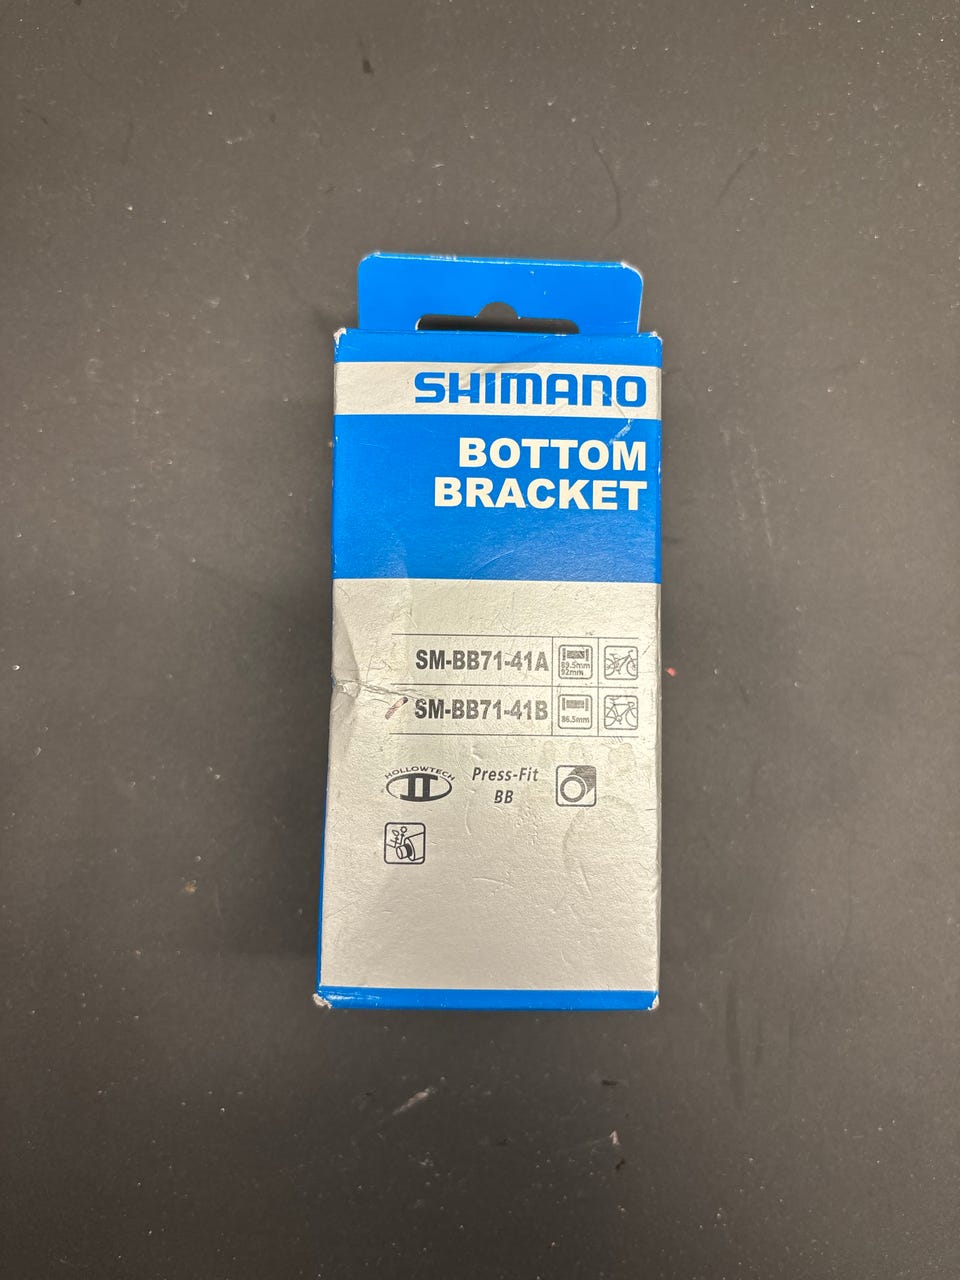 SHIMANO
BOTTOM
BRACKET
SM-BB71-41A
89.5mm
92mm
SM-BB71-41B
86.5mm
HOLLOWTECH
II
Press-Fit
BB